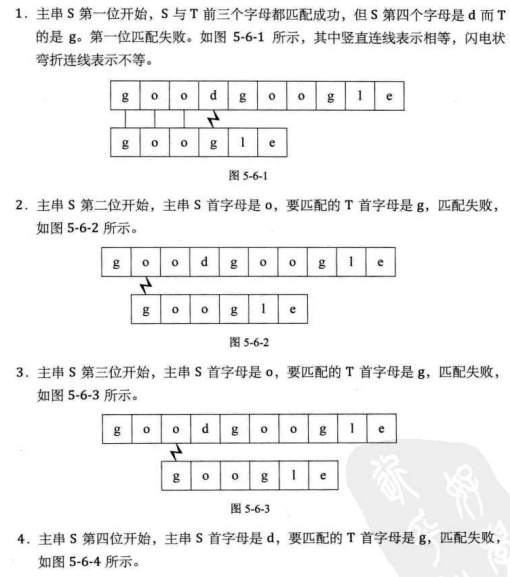 1．主串 S 第一位开始，S 与 T 前三个字母都匹配成功，但 S 第四个字母是 d 而 T
的是 g。第一位匹配失败。如图 5-6-1 所示，其中竖直连线表示相等，闪电状
弯折连线表示不等。
g o o d g o o g l e
g o o g l e
图 5-6-1
2．主串 S 第二位开始，主串 S 首字母是 o，要匹配的 T 首字母是 g，匹配失败，
如图 5-6-2 所示。
g o o d g o o g l e
g o o g l e
图 5-6-2
3．主串 S 第三位开始，主串 S 首字母是 o，要匹配的 T 首字母是 g，匹配失败，
如图 5-6-3 所示。
g o o d g o o g l e
g o o g l e
图 5-6-3
4．主串 S 第四位开始，主串 S 首字母是 d，要匹配的 T 首字母是 g，匹配失败，
如图 5-6-4 所示。